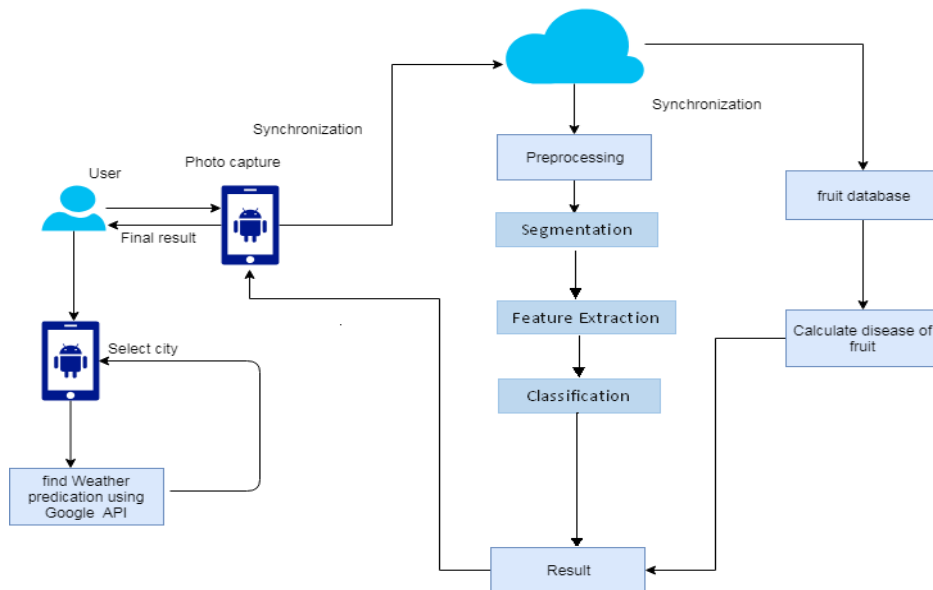 Synchronization
Synchronization
Preprocessing
Photo capture
User
fruit database
Segmentation
Final result
Feature Extraction
Calculate disease of
fruit
Select city
Classification
find Weather
predication using
Google API
Result